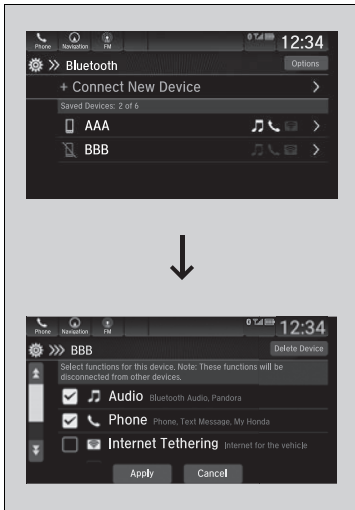 Phone Navigation FM 12:34
Bluetooth Options
+ Connect New Device
Saved Devices: 2 of 6
AAA
BBB
Phone Navigation FM 12:34
BBB Delete Device
Select functions for this device. Note: These functions will be
disconnected from other devices.
Audio Bluetooth Audio, Pandora
Phone Phone, Text Message, My Honda
Internet Tethering Internet for the vehicle
Apply Cancel